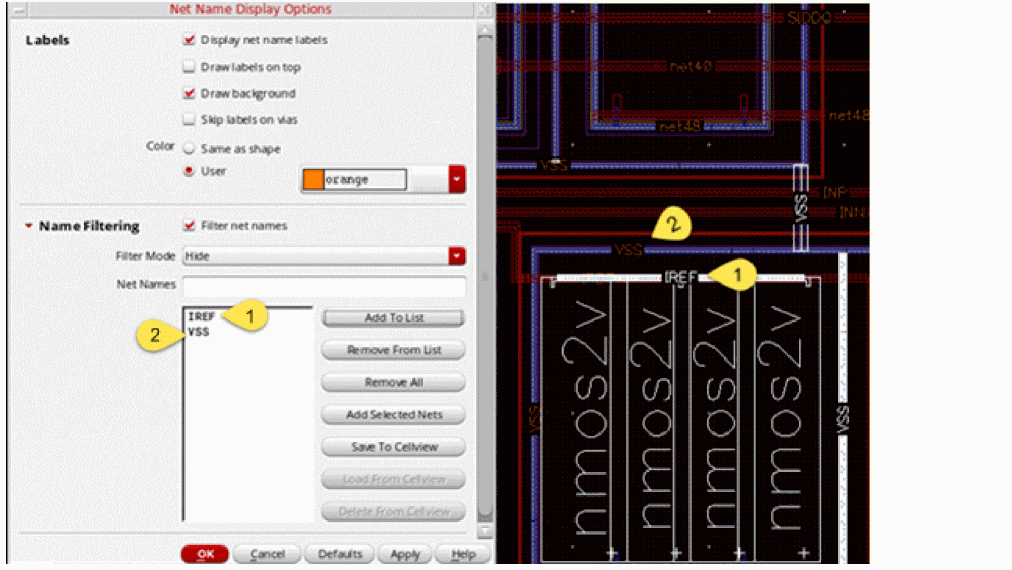 Net Name Display Options
Labels
Display net name labels
Draw labels on top
Draw background
Skip labels on vias
Color
Same as shape
User
orange
Name Filtering
Filter net names
Filter Mode
Hide
Net Names
IREF
VSS
1
2
Add To List
Remove From List
Remove All
Add Selected Nets
Save To Cellview
Load From Cellview
Delete From Cellview
OK
Cancel
Defaults
Apply
Help
SIDDQ
net40
net48
net48
VSS
INP
VSS
INN
2
VSS
IREF
1
nmos2v
nmos2v
nmos2v
nmos2v
VSS
VSS